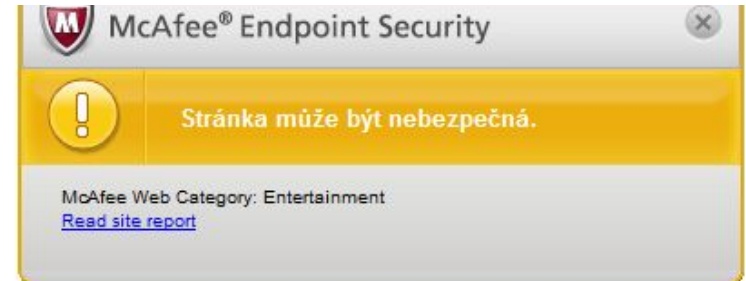 McAfee® Endpoint Security
Stránka může být nebezpečná.
McAfee Web Category: Entertainment
Read site report